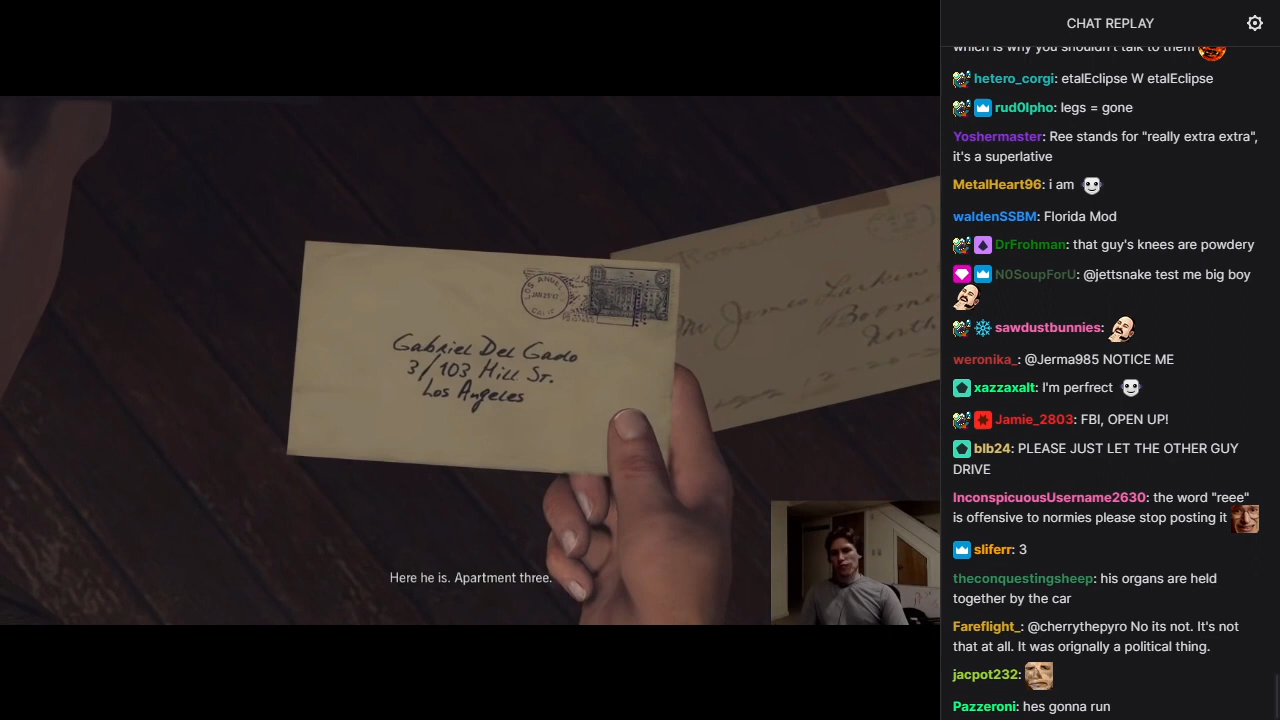 CHAT REPLAY
which is why you shouldn't talk to them
hetero_corgi: etalEclipse W etalEclipse
rud0lpho: legs = gone
Yoshermaster: Ree stands for "really extra extra",
it's a superlative
MetalHeart96: i am
waldenSSBM: Florida Mod
DrFrohman: that guy's knees are powdery
N0SoupForU: @jettsnake test me big boy
sawdustbunnies:
weronika_: @Jerma985 NOTICE ME
xazzaxalt: I'm perfrect
Jamie_2803: FBI, OPEN UP!
blb24: PLEASE JUST LET THE OTHER GUY
DRIVE
InconspicuousUsername2630: the word "reee"
is offensive to normies please stop posting it
sliferr: 3
theconquestingsheep: his organs are held
together by the car
Fareflight_: @cherrythepyro No its not. It's not
that at all. It was orignally a political thing.
jacpot232:
Pazzeroni: hes gonna run
Gabriel Del Gado
3/103 Hill St.
Los Angeles
Mr James Larkin
Here he is. Apartment three.